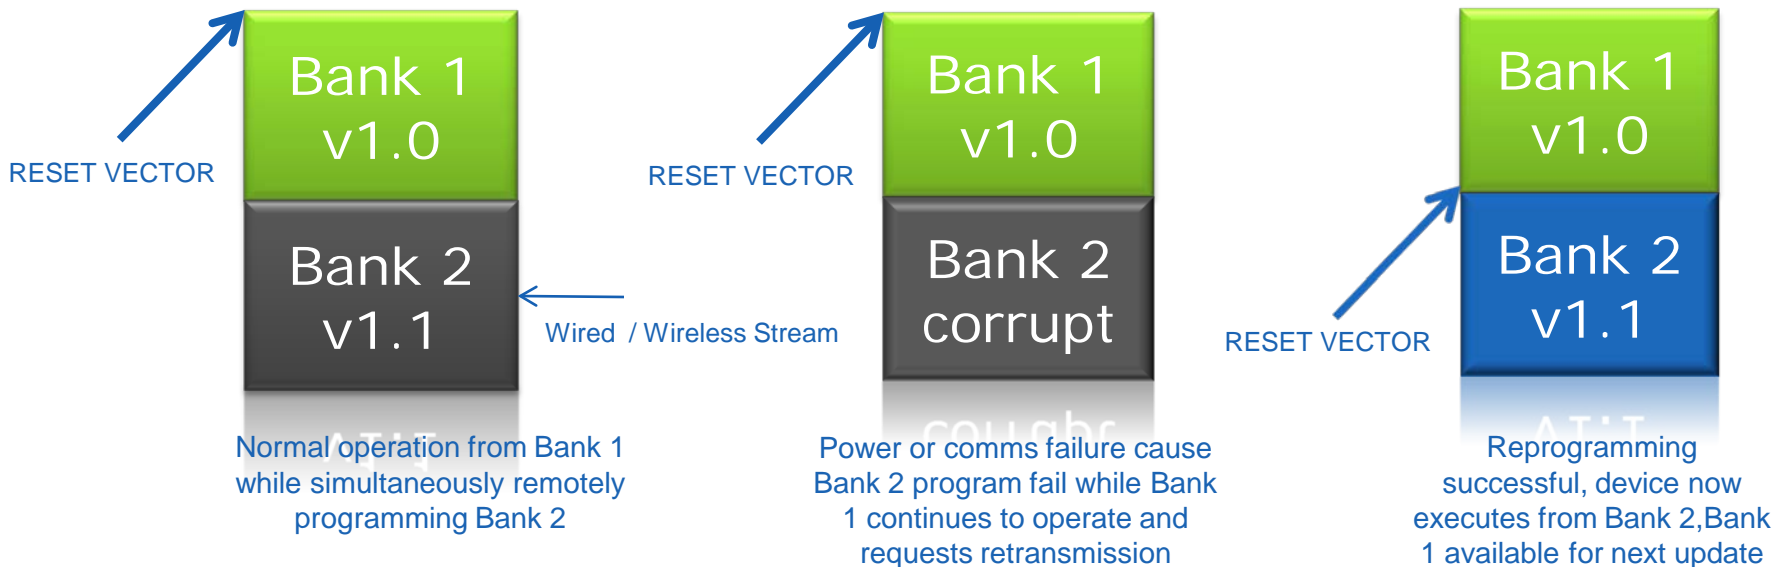 Bank 1
v1.0
RESET VECTOR
Bank 2
v1.1
Wired / Wireless Stream
Normal operation from Bank 1
while simultaneously remotely
programming Bank 2
Bank 1
v1.0
RESET VECTOR
Bank 2
corrupt
Power or comms failure cause
Bank 2 program fail while Bank
1 continues to operate and
requests retransmission
Bank 1
v1.0
RESET VECTOR
Bank 2
v1.1
Reprogramming
successful, device now
executes from Bank 2,Bank
1 available for next update